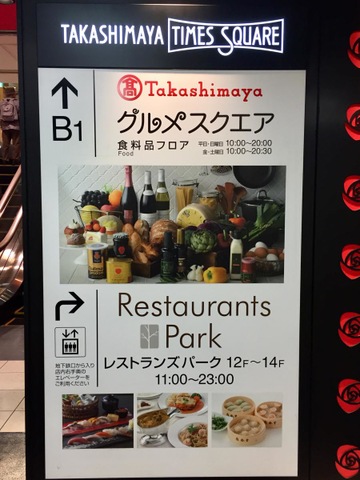 TAKASHIMAYA TIMES SQUARE
B1
髙 Takashimaya
グルメスクエア
食料品フロア
Food
平日・日曜日 10:00〜20:00
金・土曜日 10:00〜20:30
Restaurants
Park
レストランズパーク 12F〜14F
11:00〜23:00
地下鉄口から入り
店内右手奥の
エレベーターを
ご利用ください